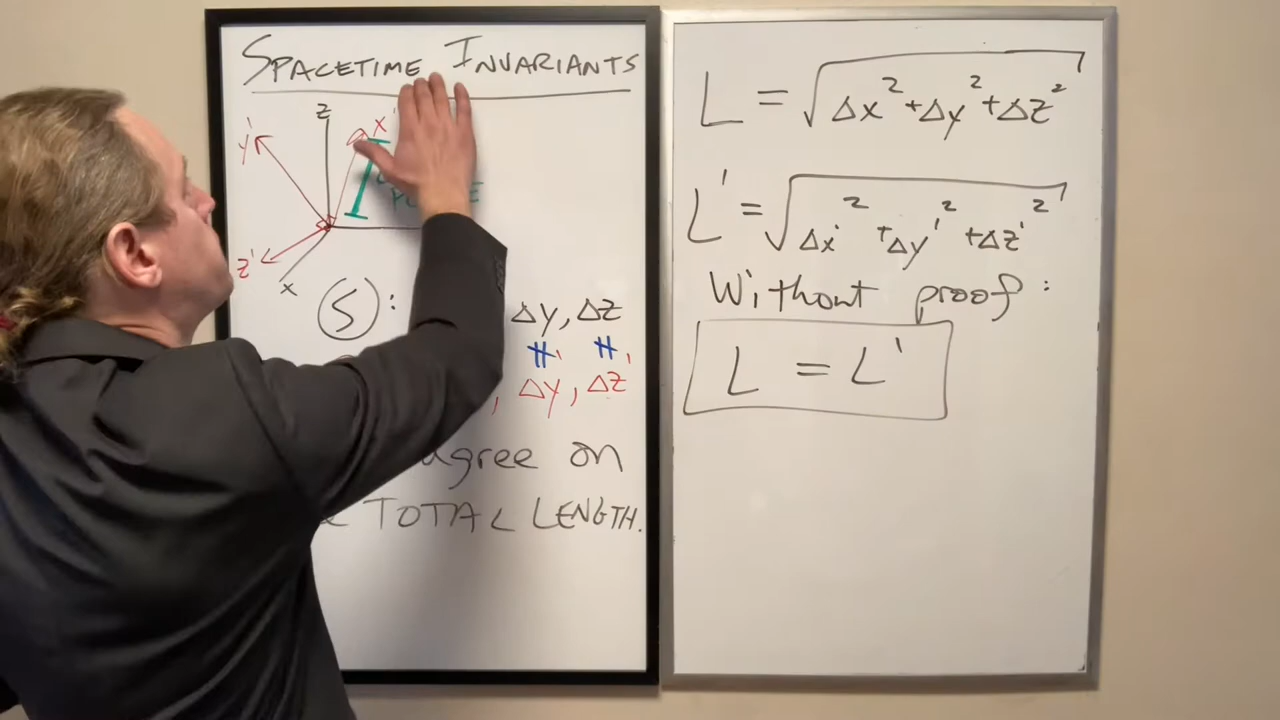 SPACETIME INVARIANTS
z
y' x'
z'
x
S : Δy, Δz
≠ ≠
, Δy', Δz'
agree on
TOTAL LENGTH.
L = √Δx² + Δy² + Δz²
L' = √Δx'² + Δy'² + Δz'²
Without proof :
L = L'